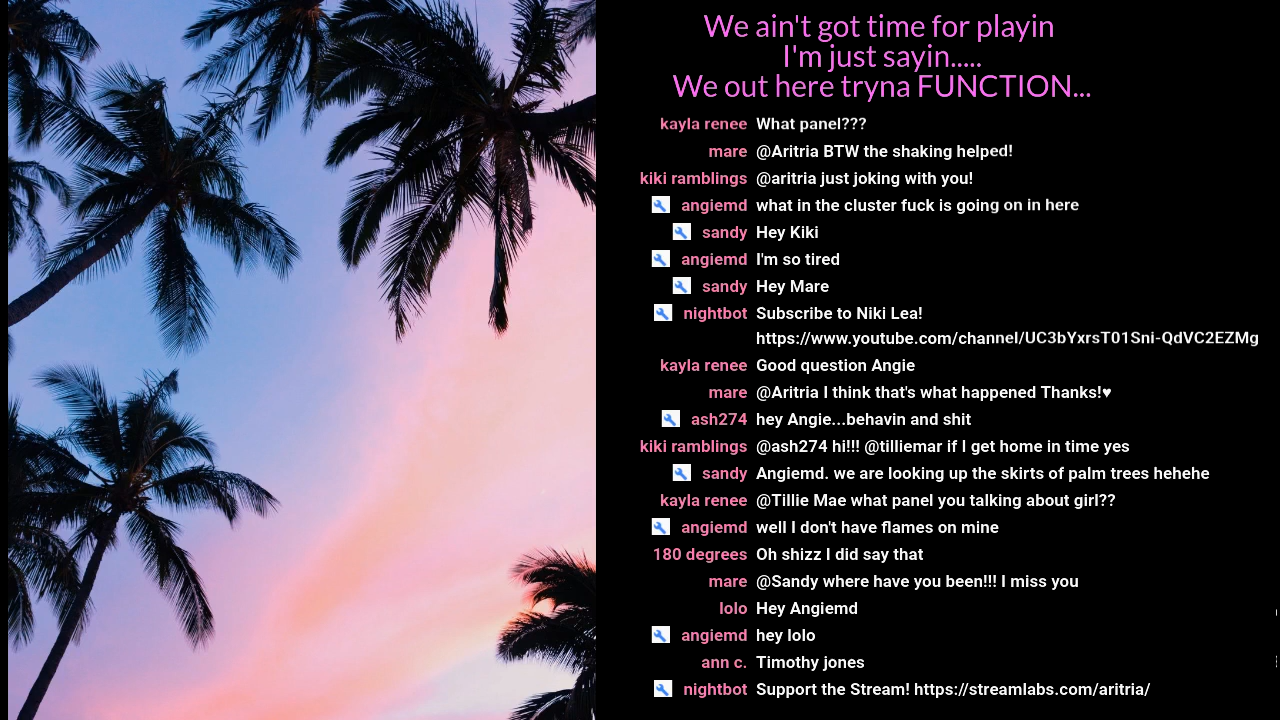 We ain't got time for playin
I'm just sayin.....
We out here tryna FUNCTION...
kayla renee What panel???
mare @Aritria BTW the shaking helped!
kiki ramblings @aritria just joking with you!
angiemd what in the cluster fuck is going on in here
sandy Hey Kiki
angiemd I'm so tired
sandy Hey Mare
nightbot Subscribe to Niki Lea!
https://www.youtube.com/channel/UC3bYxrsT01Sni-QdVC2EZMg
kayla renee Good question Angie
mare @Aritria I think that's what happened Thanks!♥
ash274 hey Angie...behavin and shit
kiki ramblings @ash274 hi!!! @tilliemar if I get home in time yes
sandy Angiemd. we are looking up the skirts of palm trees hehehe
kayla renee @Tillie Mae what panel you talking about girl??
angiemd well I don't have flames on mine
180 degrees Oh shizz I did say that
mare @Sandy where have you been!!! I miss you
lolo Hey Angiemd
angiemd hey lolo
ann c. Timothy jones
nightbot Support the Stream! https://streamlabs.com/aritria/